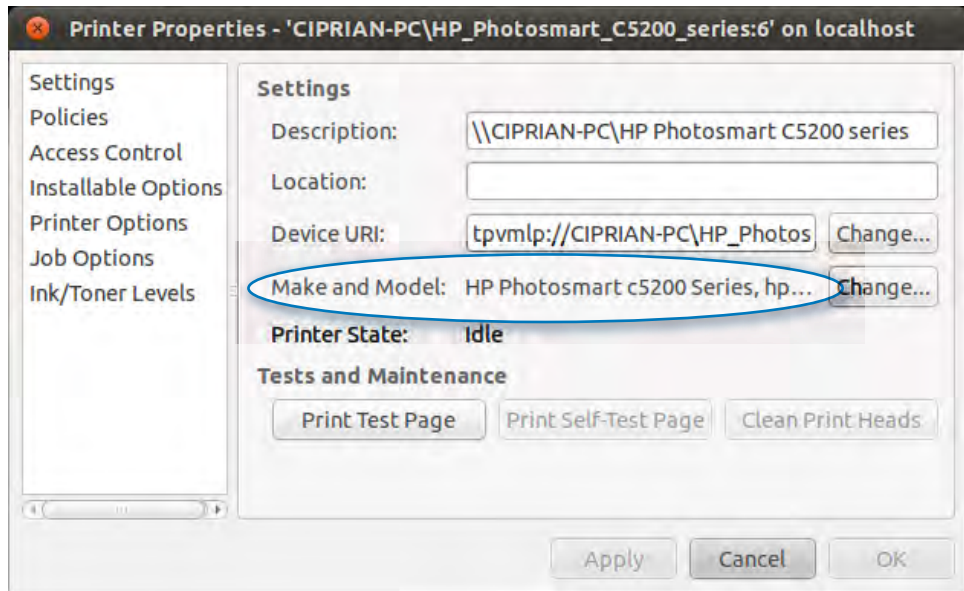 Printer Properties - 'CIPRIAN-PC\HP_Photosmart_C5200_series:6' on localhost
Settings
Policies
Access Control
Installable Options
Printer Options
Job Options
Ink/Toner Levels
Settings
Description: \\CIPRIAN-PC\HP Photosmart C5200 series
Location:
Device URI: tpvmlp://CIPRIAN-PC\HP_Photos Change...
Make and Model: HP Photosmart c5200 Series, hp... Change...
Printer State: Idle
Tests and Maintenance
Print Test Page Print Self-Test Page Clean Print Heads
Apply Cancel OK